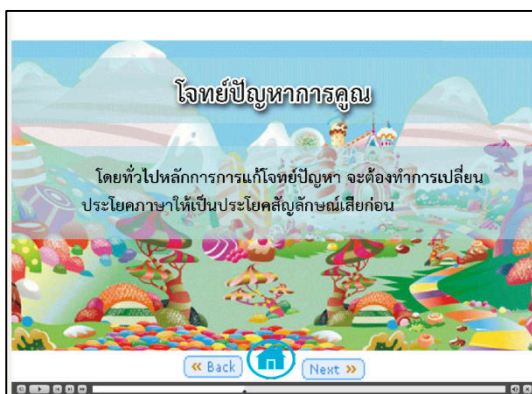 โจทย์ปัญหาการคูณ
โดยทั่วไปหลักการการแก้โจทย์ปัญหา จะต้องทำการเปลี่ยน
ประโยคภาษาให้เป็นประโยคสัญลักษณ์เสียก่อน
« Back
Next »